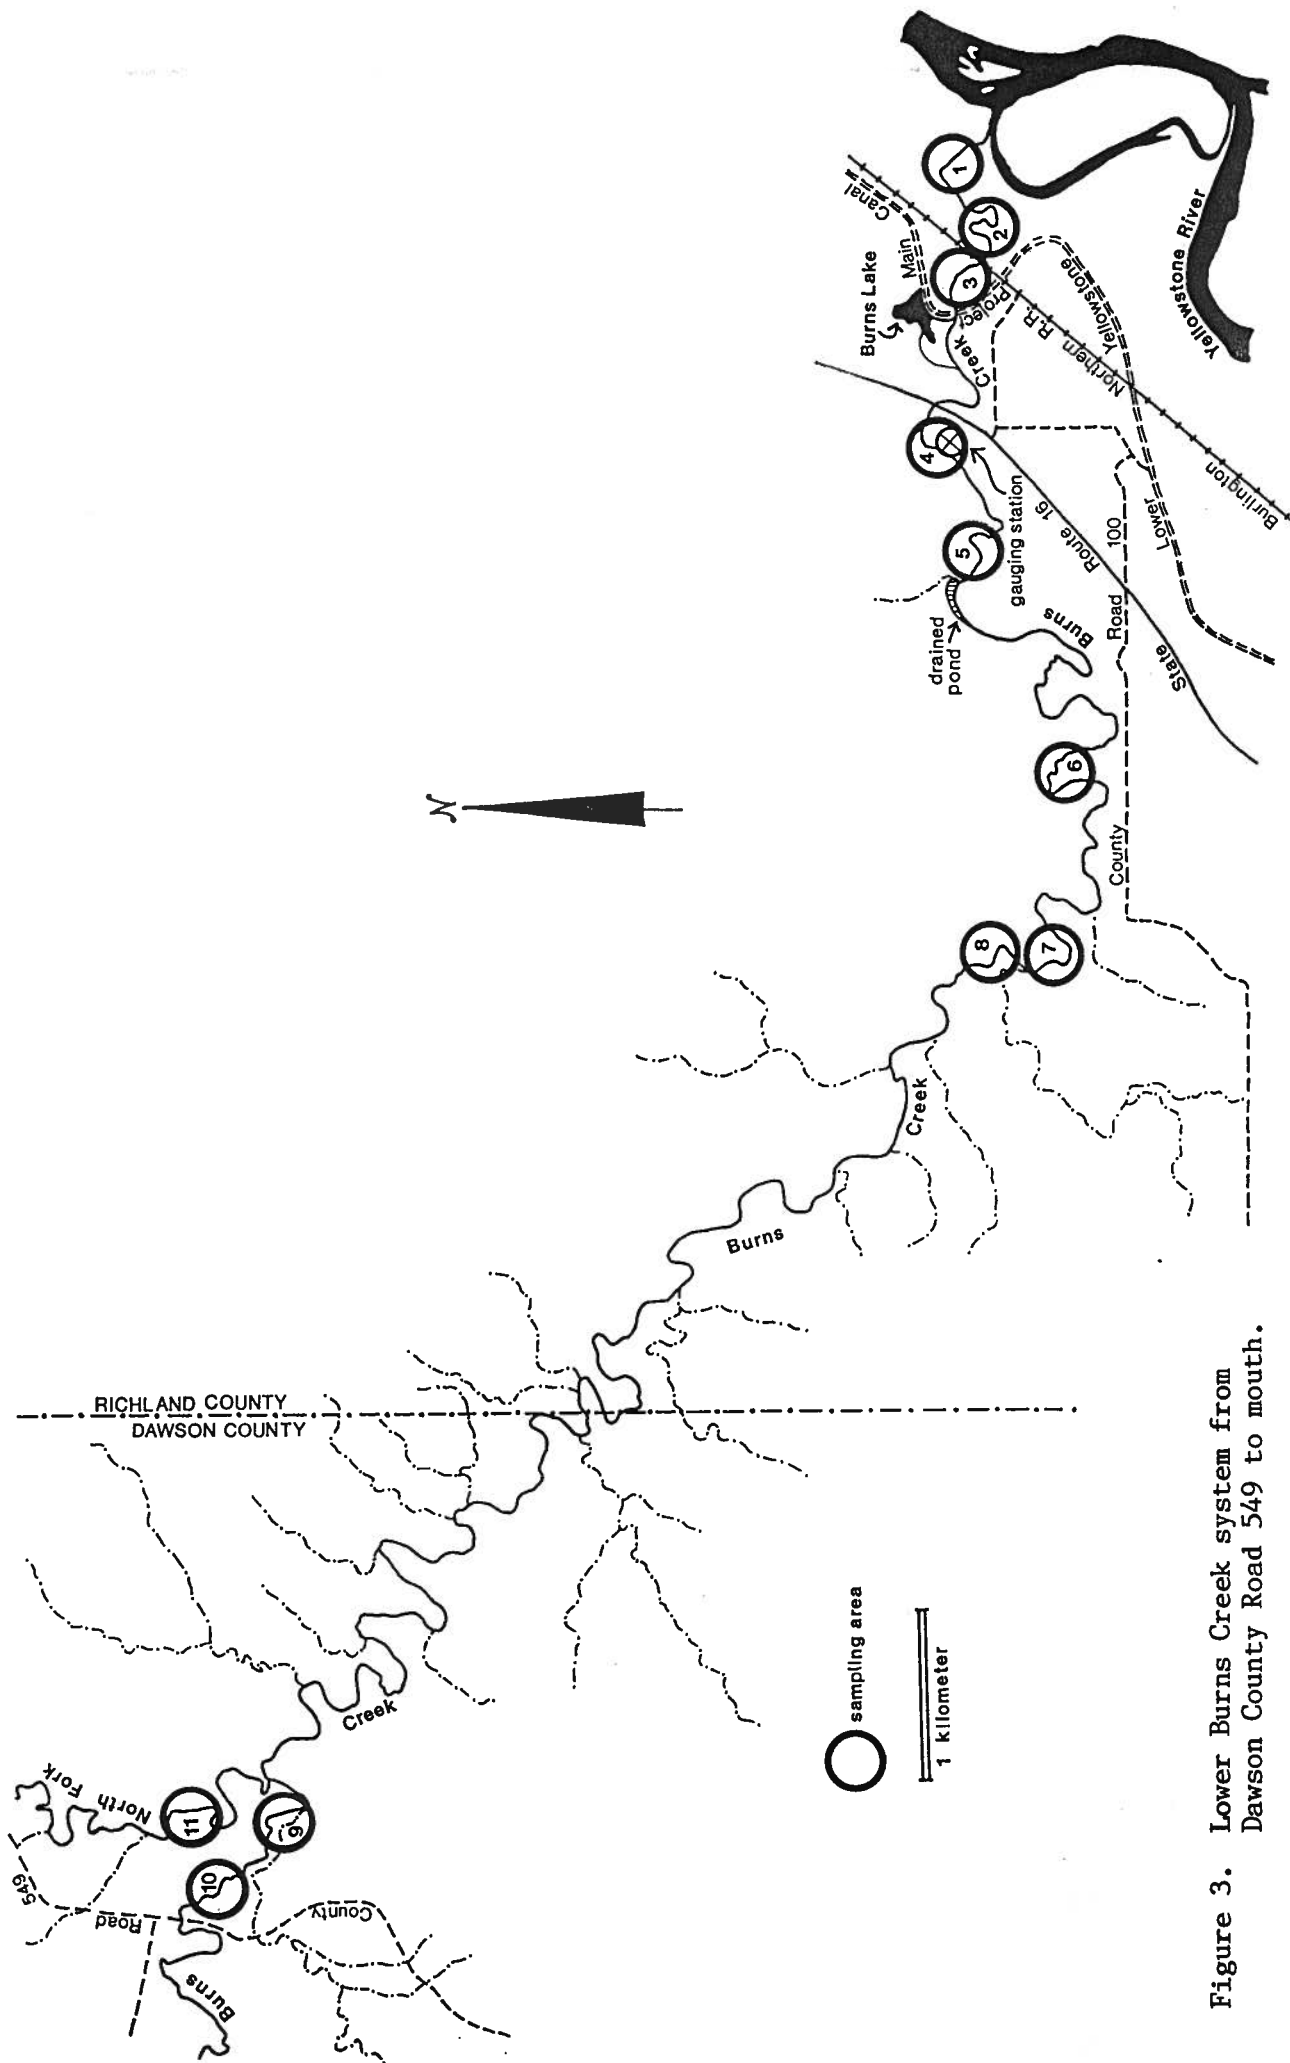 RICHLAND COUNTY
DAWSON COUNTY
North Fork
549
Road
County
Burns
Creek
Burns
Creek
Burns
Creek
11
10
9
8
7
6
5
4
3
2
1
N
County
Road
100
State
Route
16
drained
pond
gauging station
Burns Lake
Main
Canal
Project
Lower
Yellowstone
Burlington
Northern
R.R.
Yellowstone River
sampling area
1 kilometer
Figure 3. Lower Burns Creek system from
Dawson County Road 549 to mouth.